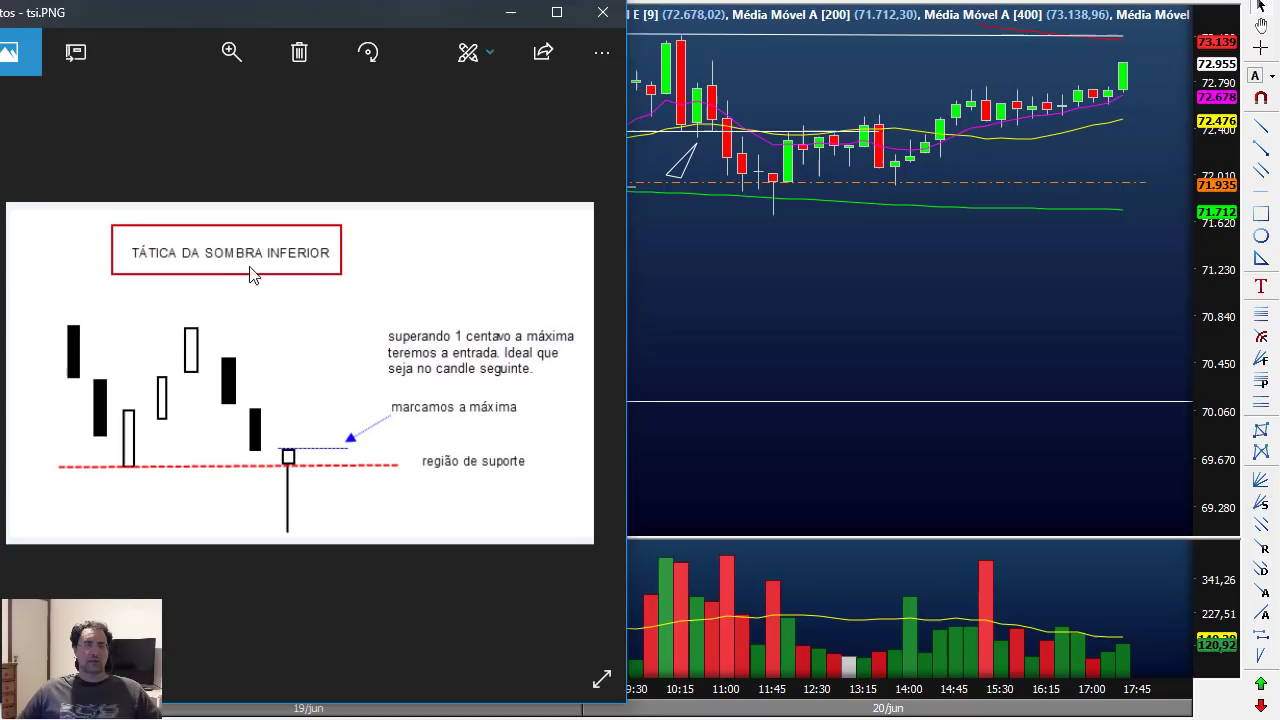 tos - tsi.PNG
E [9] (72.678,02), Média Móvel A [200] (71.712,30), Média Móvel A [400] (73.138,96), Média Móvel
TÁTICA DA SOMBRA INFERIOR
superando 1 centavo a máxima
teremos a entrada. Ideal que
seja no candle seguinte.
marcamos a máxima
região de suporte
73.139
72.955
72.790
72.678
72.476
72.400
72.010
71.935
71.712
71.620
71.230
70.840
70.450
70.060
69.670
69.280
341,26
227,51
120,92
9:30 10:15 11:00 11:45 12:30 13:15 14:00 14:45 15:30 16:15 17:00 17:45
19/jun 20/jun
A
T
F
P
S
R
D
A
A